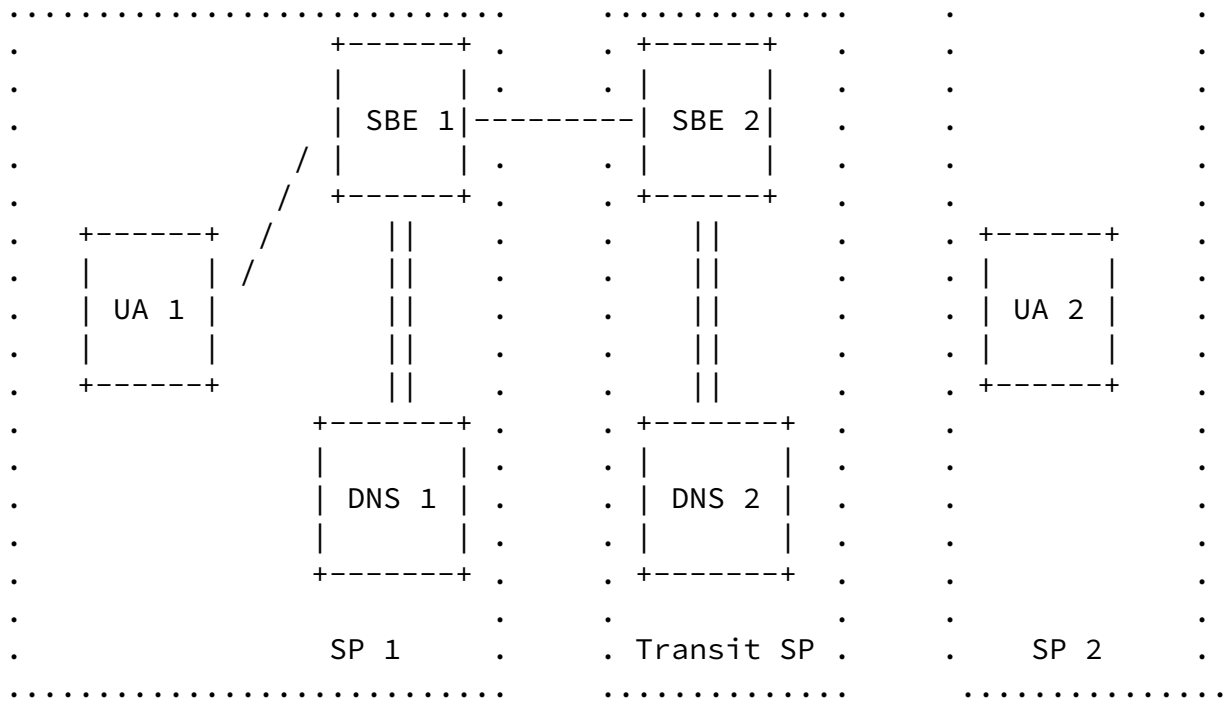 SBE 1 SBE 2
UA 1 UA 2
DNS 1 DNS 2
SP 1 Transit SP SP 2